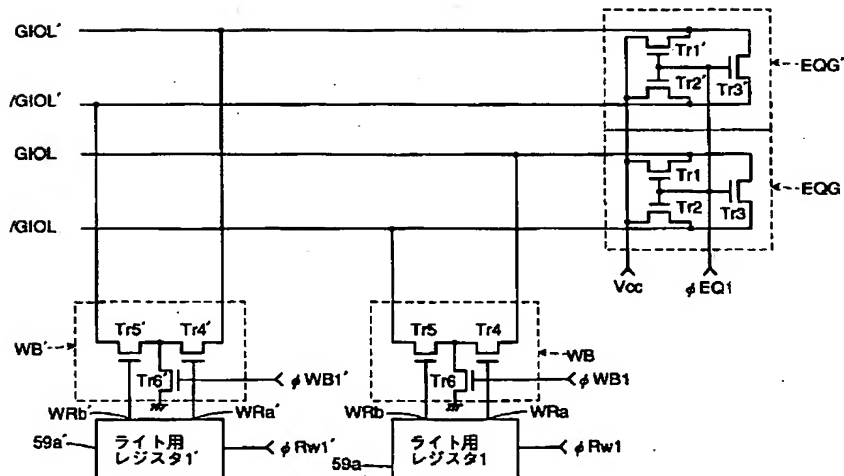 GIOL'
Tr1'
EQG'
Tr2'
Tr3'
/GIOL'
GIOL
Tr1
EQG
Tr2
Tr3
/GIOL
Vcc
φEQ1
Tr5'
Tr4'
Tr5
Tr4
WB'
WB
Tr6'
φWB1'
Tr6
φWB1
WRb'
WRa'
WRb
WRa
59a'
ライト用
レジスタ1'
φRw1'
59a
ライト用
レジスタ1
φRw1